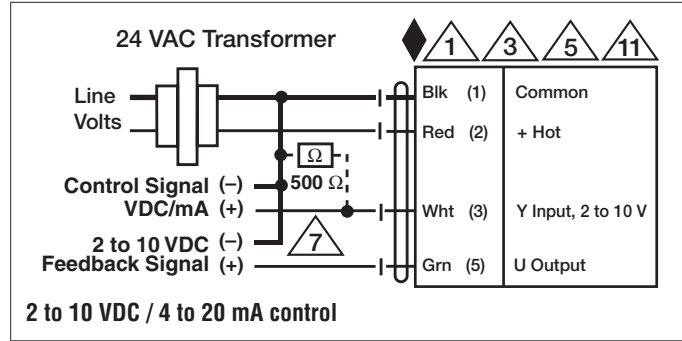 24 VAC Transformer
1 3 5 11
Line
Volts
Blk (1) Common
Red (2) + Hot
Ω
500 Ω
Control Signal (–)
VDC/mA (+)
Wht (3) Y Input, 2 to 10 V
7
2 to 10 VDC (–)
Feedback Signal (+)
Grn (5) U Output
2 to 10 VDC / 4 to 20 mA control